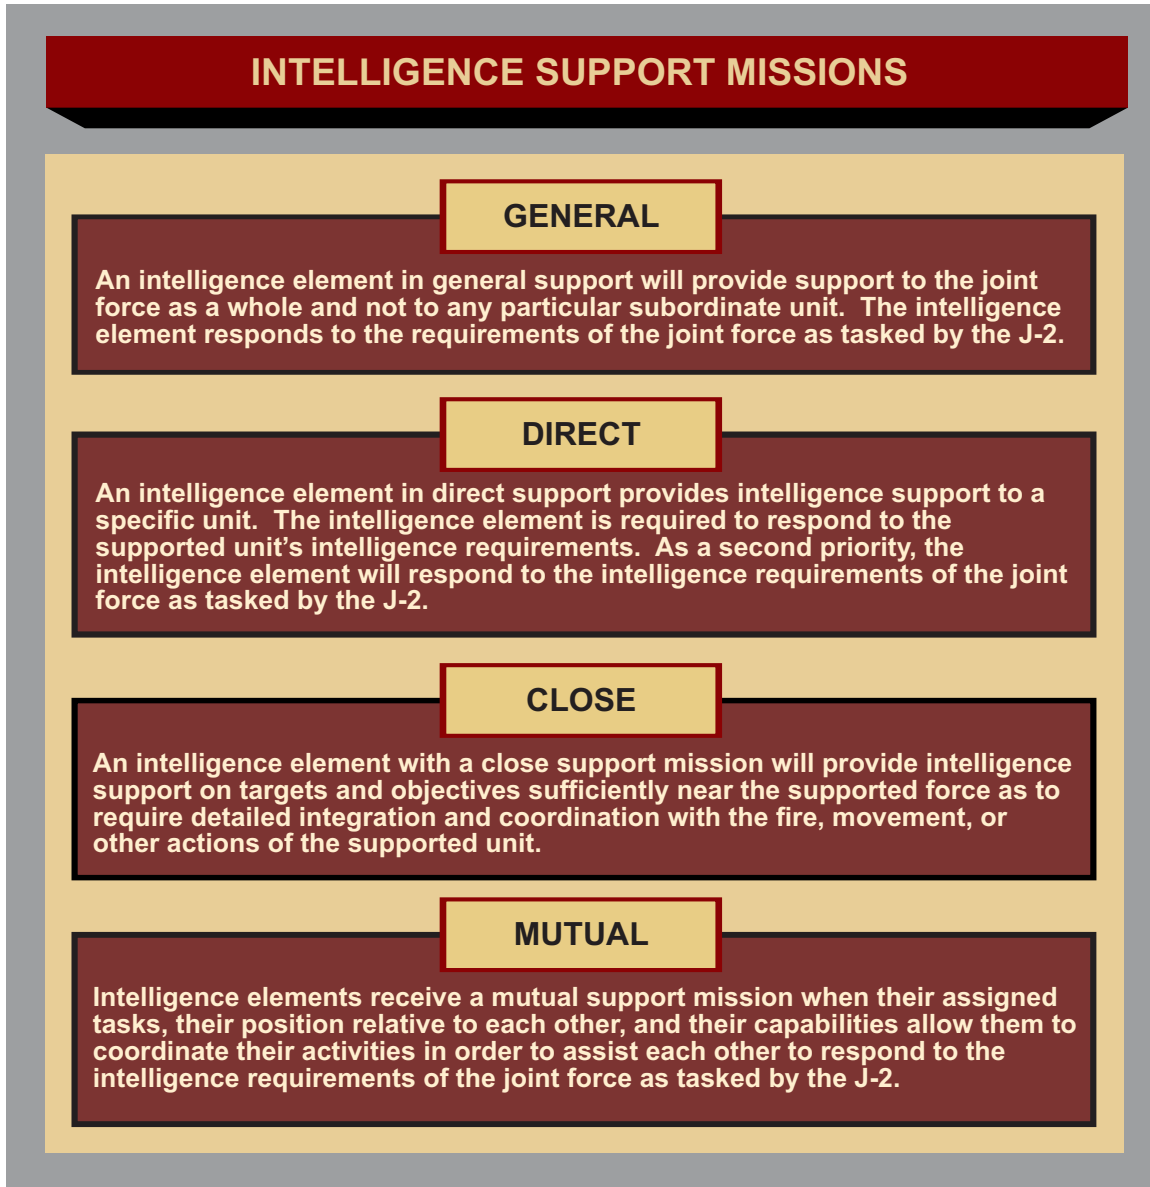 INTELLIGENCE SUPPORT MISSIONS
GENERAL
An intelligence element in general support will provide support to the joint
force as a whole and not to any particular subordinate unit.  The intelligence
element responds to the requirements of the joint force as tasked by the J-2.
DIRECT
An intelligence element in direct support provides intelligence support to a
specific unit.  The intelligence element is required to respond to the
supported unit’s intelligence requirements.  As a second priority, the
intelligence element will respond to the intelligence requirements of the joint
force as tasked by the J-2.
CLOSE
An intelligence element with a close support mission will provide intelligence
support on targets and objectives sufficiently near the supported force as to
require detailed integration and coordination with the fire, movement, or
other actions of the supported unit.
MUTUAL
Intelligence elements receive a mutual support mission when their assigned
tasks, their position relative to each other, and their capabilities allow them to
coordinate their activities in order to assist each other to respond to the
intelligence requirements of the joint force as tasked by the J-2.